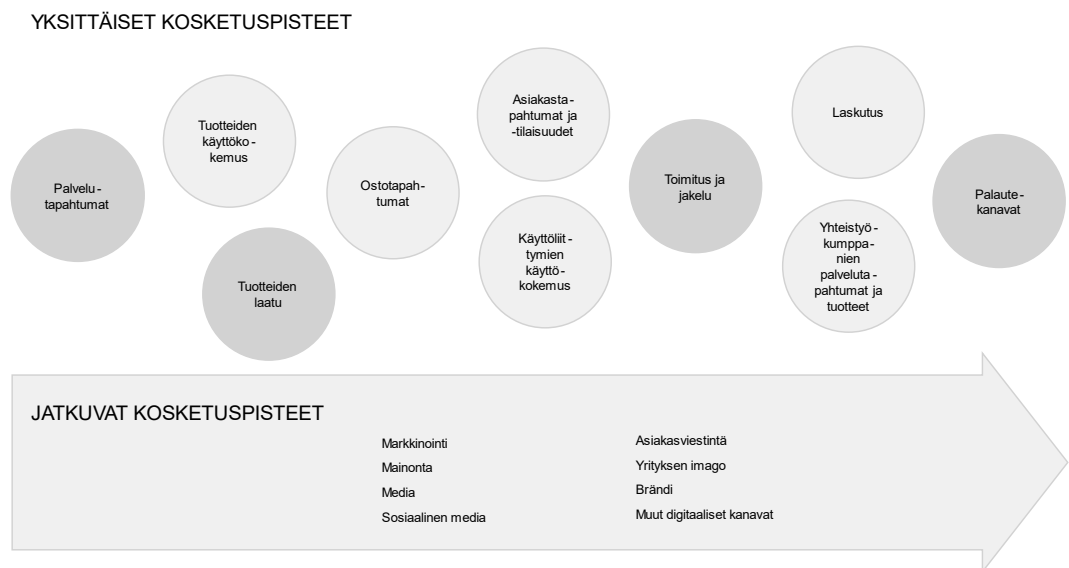 YKSITTÄISET KOSKETUSPISTEET
Palvelu-
tapahtumat
Tuotteiden
käyttöko-
kemus
Tuotteiden
laatu
Ostotapah-
tumat
Asiakasta-
pahtumat ja
-tilaisuudet
Käyttöliit-
tymien
käyttö-
kokemus
Toimitus ja
jakelu
Laskutus
Yhteistyö-
kumppa-
nien
palveluta-
pahtumat ja
tuotteet
Palaute-
kanavat
JATKUVAT KOSKETUSPISTEET
Markkinointi
Mainonta
Media
Sosiaalinen media
Asiakasviestintä
Yrityksen imago
Brändi
Muut digitaaliset kanavat